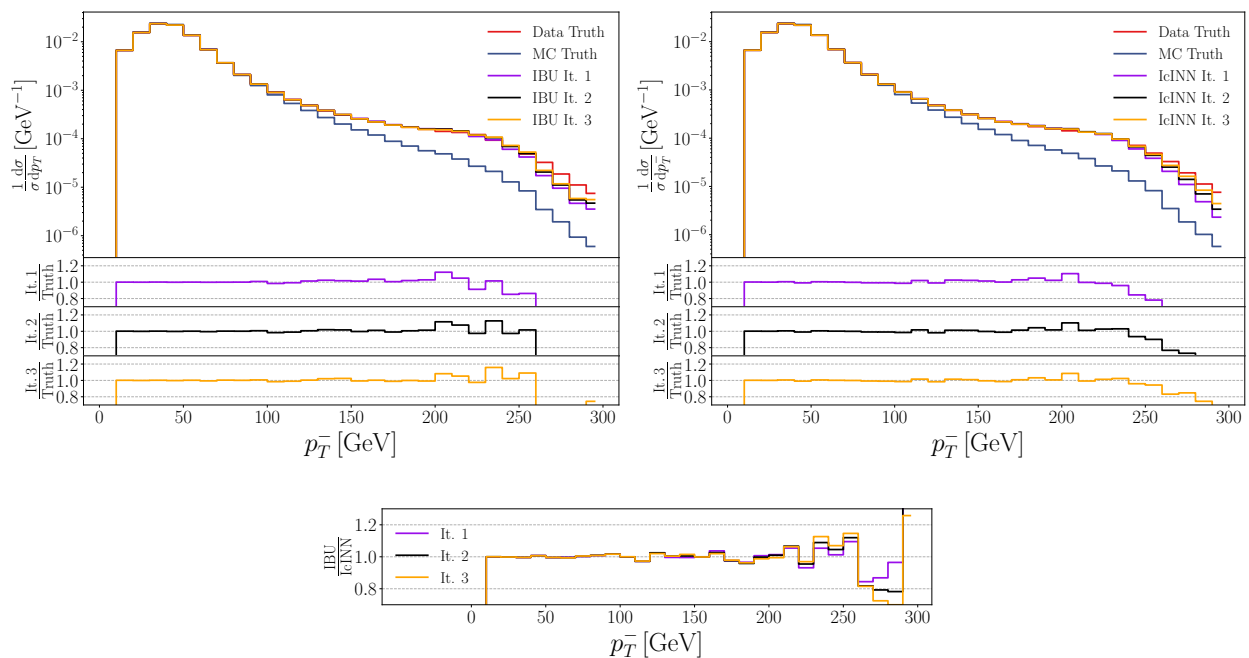 Data Truth
MC Truth
IBU It. 1
IBU It. 2
IBU It. 3
10⁻²
10⁻³
10⁻⁴
10⁻⁵
10⁻⁶
1/σ dσ/dp_T⁻ [GeV⁻¹]
It. 1/Truth
1.2
1.0
0.8
It. 2/Truth
1.2
1.0
0.8
It. 3/Truth
1.2
1.0
0.8
0 50 100 150 200 250 300
p_T⁻ [GeV]
Data Truth
MC Truth
IcINN It. 1
IcINN It. 2
IcINN It. 3
10⁻²
10⁻³
10⁻⁴
10⁻⁵
10⁻⁶
1/σ dσ/dp_T⁻ [GeV⁻¹]
It. 1/Truth
1.2
1.0
0.8
It. 2/Truth
1.2
1.0
0.8
It. 3/Truth
1.2
1.0
0.8
0 50 100 150 200 250 300
p_T⁻ [GeV]
It. 1
It. 2
It. 3
IBU/IcINN
1.2
1.0
0.8
0 50 100 150 200 250 300
p_T⁻ [GeV]